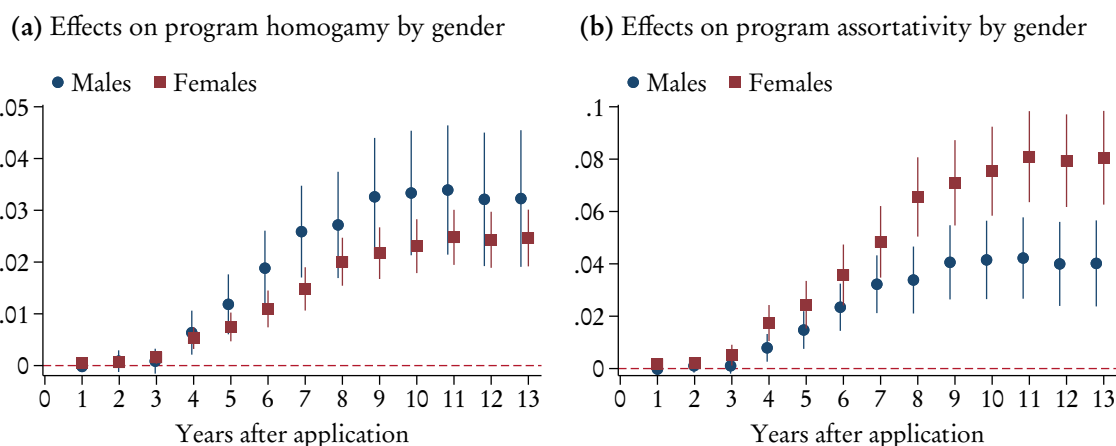 (a) Effects on program homogamy by gender
Males Females
.05
.04
.03
.02
.01
0
0 1 2 3 4 5 6 7 8 9 10 11 12 13
Years after application
(b) Effects on program assortativity by gender
Males Females
.1
.08
.06
.04
.02
0
0 1 2 3 4 5 6 7 8 9 10 11 12 13
Years after application